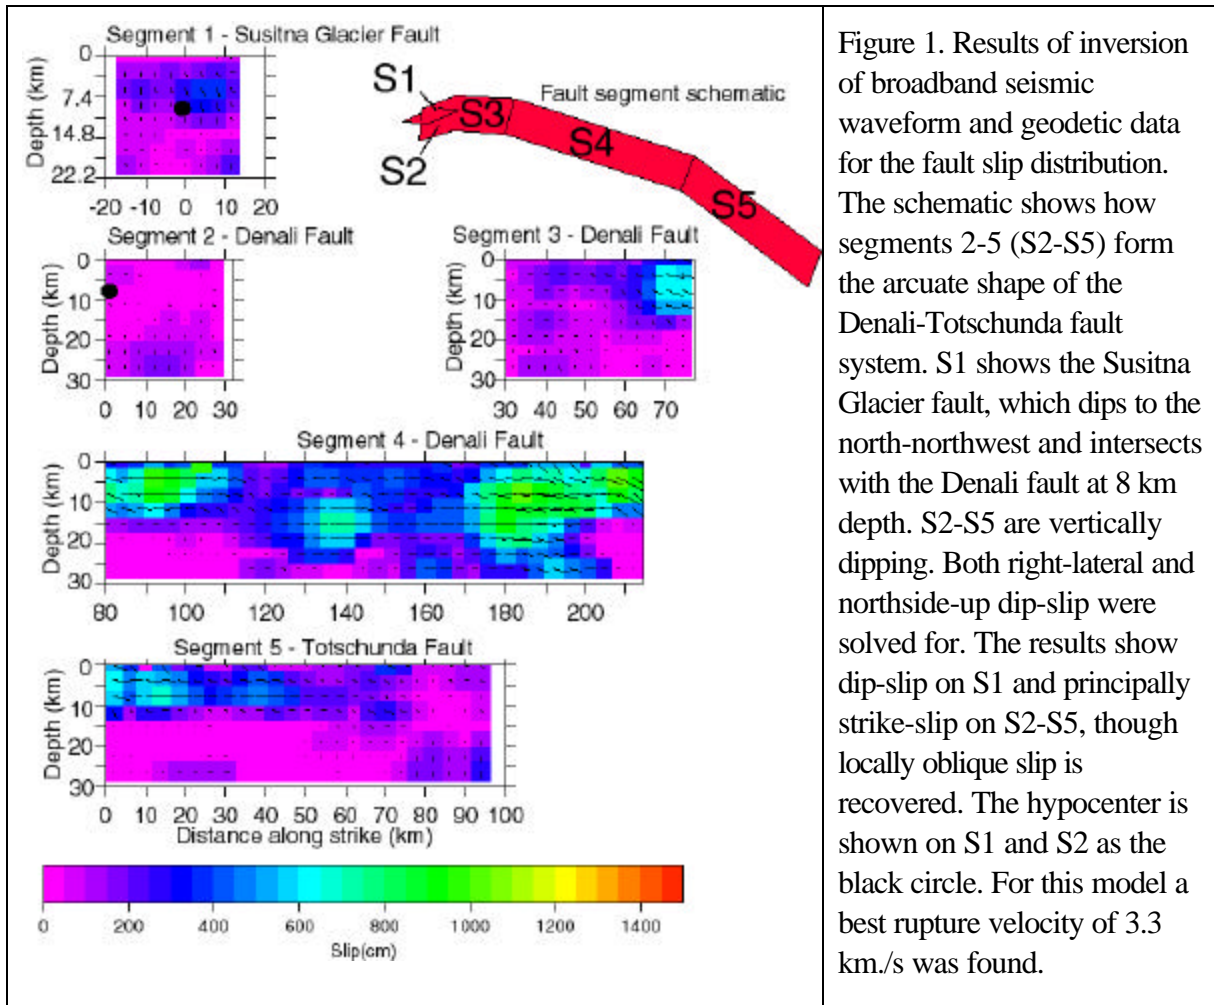 Segment 1 - Susitna Glacier Fault
0
7.4
14.8
22.2
Depth (km)
-20 -10 0 10 20
S1
S2
S3
S4
S5
Fault segment schematic
Segment 2 - Denali Fault
0
10
20
30
Depth (km)
0 10 20 30
Segment 3 - Denali Fault
0
10
20
30
Depth (km)
30 40 50 60 70
Segment 4 - Denali Fault
0
10
20
30
Depth (km)
80 100 120 140 160 180 200
Segment 5 - Totschunda Fault
0
10
20
30
Depth (km)
0 10 20 30 40 50 60 70 80 90 100
Distance along strike (km)
0 200 400 600 800 1000 1200 1400
Slip(cm)
Figure 1. Results of inversion
of broadband seismic
waveform and geodetic data
for the fault slip distribution.
The schematic shows how
segments 2-5 (S2-S5) form
the arcuate shape of the
Denali-Totschunda fault
system. S1 shows the Susitna
Glacier fault, which dips to the
north-northwest and intersects
with the Denali fault at 8 km
depth. S2-S5 are vertically
dipping. Both right-lateral and
northside-up dip-slip were
solved for. The results show
dip-slip on S1 and principally
strike-slip on S2-S5, though
locally oblique slip is
recovered. The hypocenter is
shown on S1 and S2 as the
black circle. For this model a
best rupture velocity of 3.3
km./s was found.